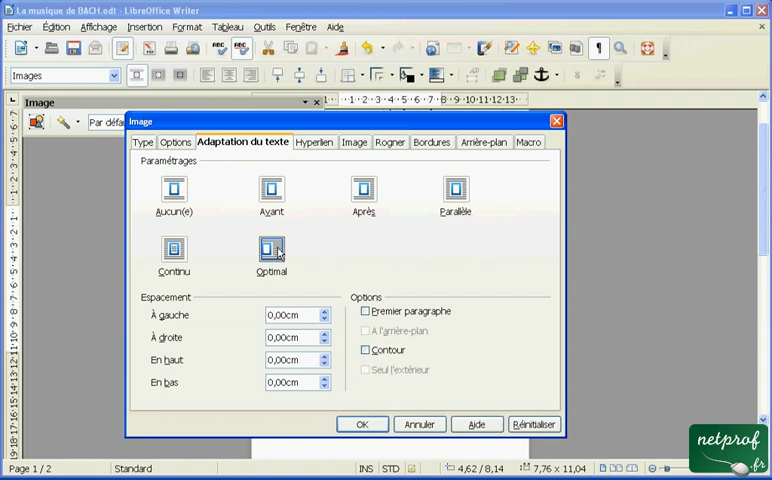 La musique de BACH.odt - LibreOffice Writer
Fichier Édition Affichage Insertion Format Tableau Outils Fenêtre Aide
Images
Image
Par défau
Image
Type Options Adaptation du texte Hyperlien Image Rogner Bordures Arrière-plan Macro
Paramétrages
Aucun(e) Avant Après Parallèle
Continu Optimal
Espacement Options
À gauche 0,00cm Premier paragraphe
À droite 0,00cm À l'arrière-plan
En haut 0,00cm Contour
En bas 0,00cm Seul l'extérieur
OK Annuler Aide Réinitialiser
Page 1 / 2 Standard INS STD 4,62 / 8,14 7,76 x 11,04
netprof
.fr